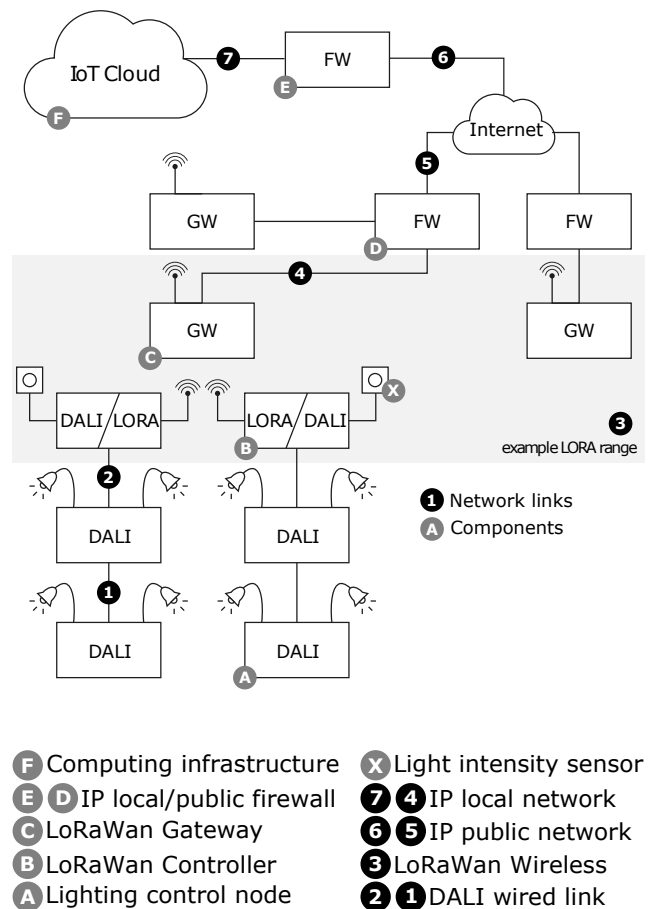 IoT Cloud
7
FW
6
E
F
Internet
5
GW
FW
FW
D
4
GW
GW
C
X
DALI/LORA
LORA/DALI
3
B
example LORA range
2
1 Network links
DALI
DALI
A Components
1
DALI
DALI
A
F Computing infrastructure
X Light intensity sensor
E D IP local/public firewall
7 4 IP local network
C LoRaWan Gateway
6 5 IP public network
B LoRaWan Controller
3 LoRaWan Wireless
A Lighting control node
2 1 DALI wired link